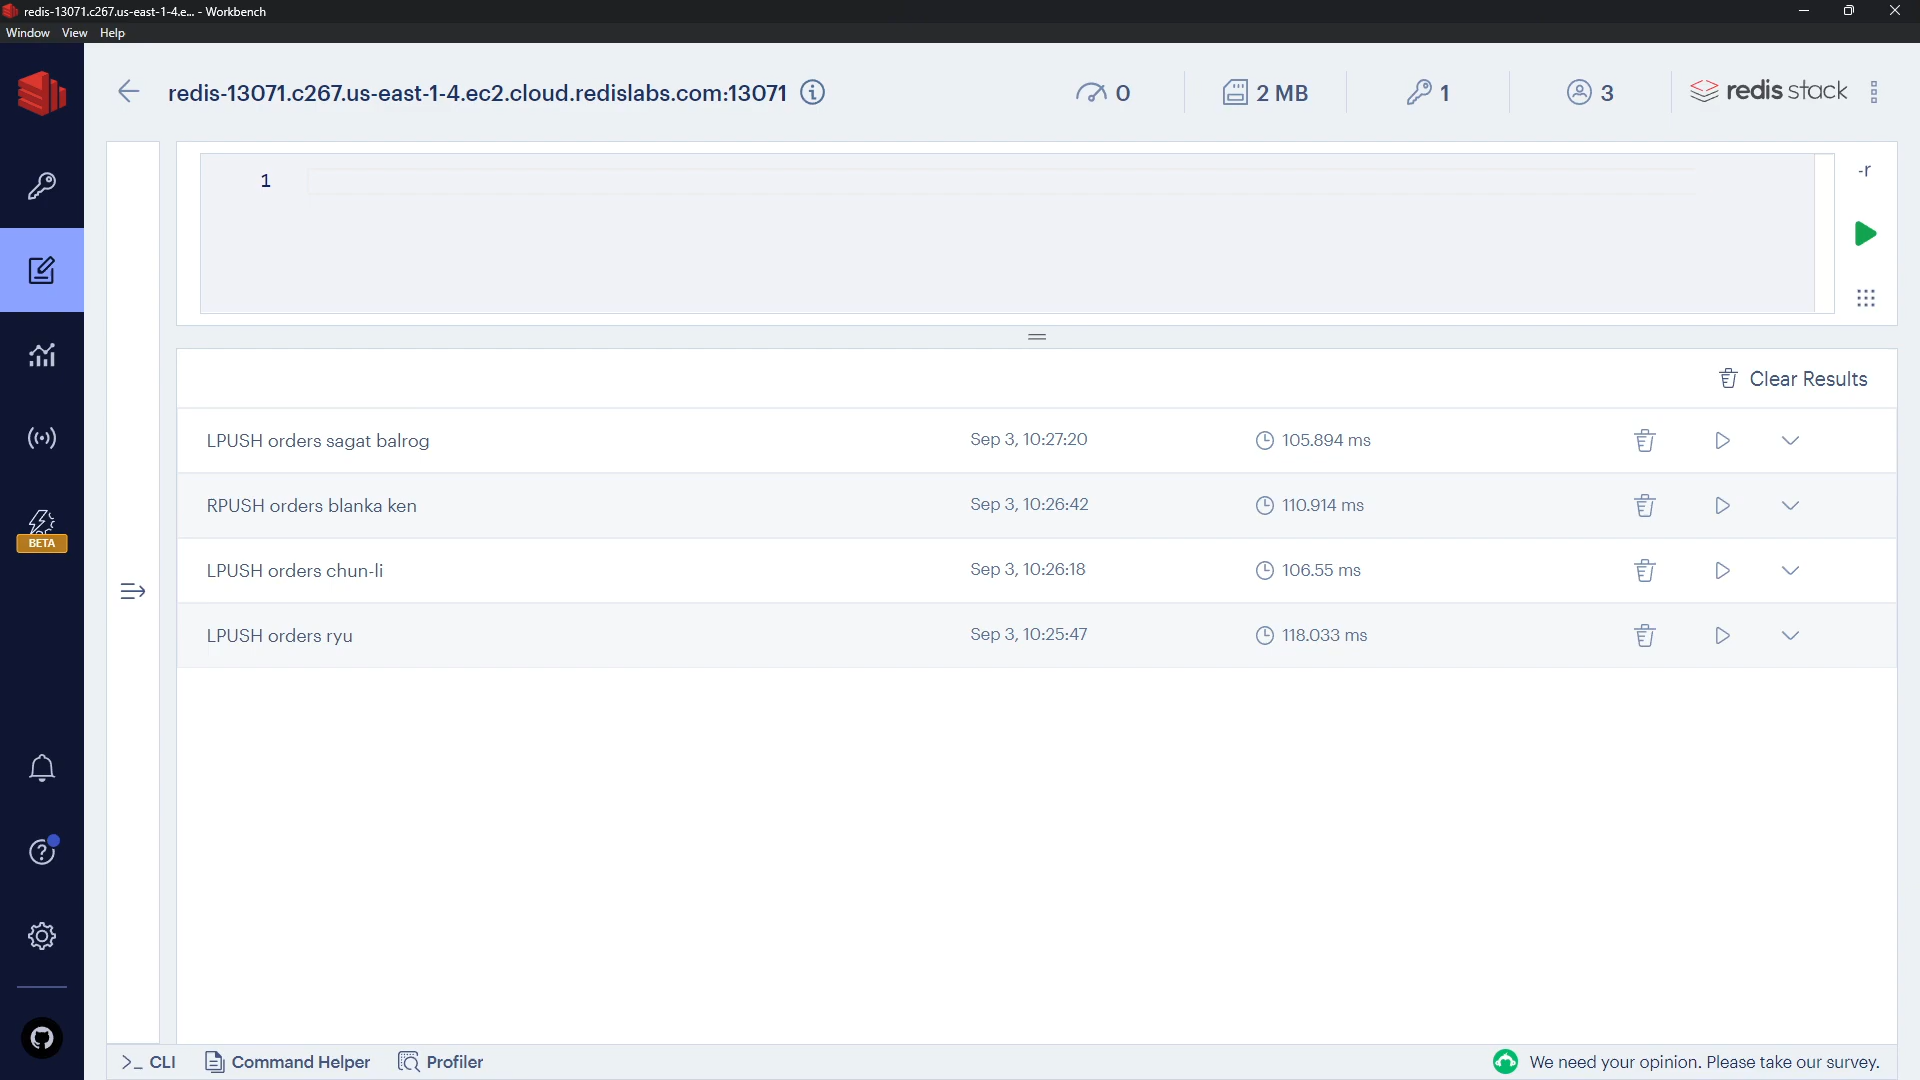 redis-13071.c267.us-east-1-4.e... - Workbench
Window View Help
redis-13071.c267.us-east-1-4.ec2.cloud.redislabs.com:13071
0
2 MB
1
3
redis stack
1
-r
Clear Results
LPUSH orders sagat balrog Sep 3, 10:27:20 105.894 ms
RPUSH orders blanka ken Sep 3, 10:26:42 110.914 ms
LPUSH orders chun-li Sep 3, 10:26:18 106.55 ms
LPUSH orders ryu Sep 3, 10:25:47 118.033 ms
BETA
>_ CLI Command Helper Profiler We need your opinion. Please take our survey.